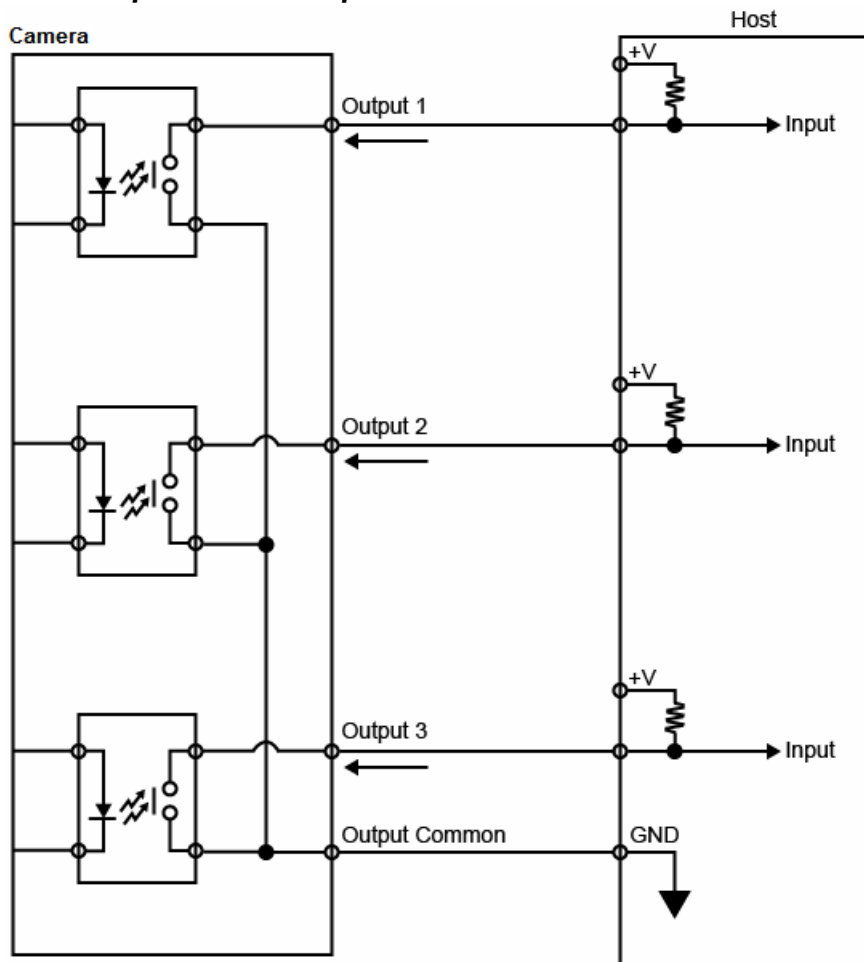 Host
Camera
+V
Output 1
Input
+V
Output 2
Input
+V
Output 3
Input
Output Common
GND